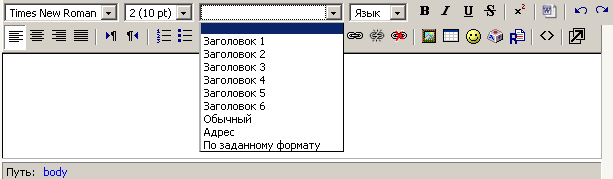 Times New Roman 2 (10 pt) Язык B I U S x² W
Заголовок 1
Заголовок 2
Заголовок 3
Заголовок 4
Заголовок 5
Заголовок 6
Обычный
Адрес
По заданному формату
Путь: body